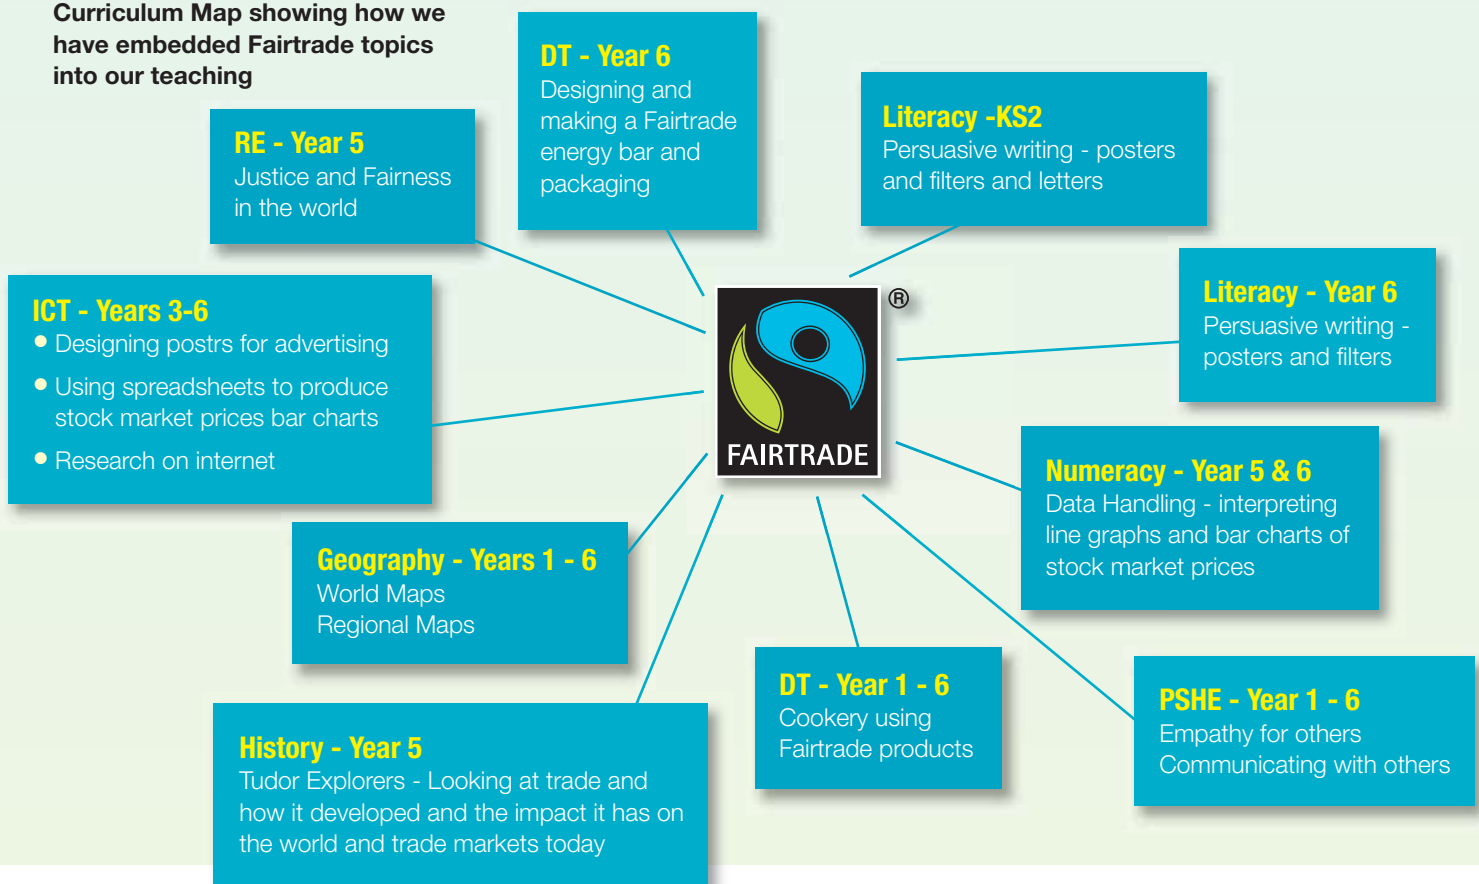 Curriculum Map showing how we
have embedded Fairtrade topics
into our teaching
DT - Year 6
Designing and
making a Fairtrade
energy bar and
packaging
Literacy -KS2
Persuasive writing - posters
and filters and letters
RE - Year 5
Justice and Fairness
in the world
Literacy - Year 6
Persuasive writing -
posters and filters
ICT - Years 3-6
• Designing postrs for advertising
• Using spreadsheets to produce
stock market prices bar charts
• Research on internet
®
FAIRTRADE
Numeracy - Year 5 & 6
Data Handling - interpreting
line graphs and bar charts of
stock market prices
Geography - Years 1 - 6
World Maps
Regional Maps
DT - Year 1 - 6
Cookery using
Fairtrade products
PSHE - Year 1 - 6
Empathy for others
Communicating with others
History - Year 5
Tudor Explorers - Looking at trade and
how it developed and the impact it has on
the world and trade markets today